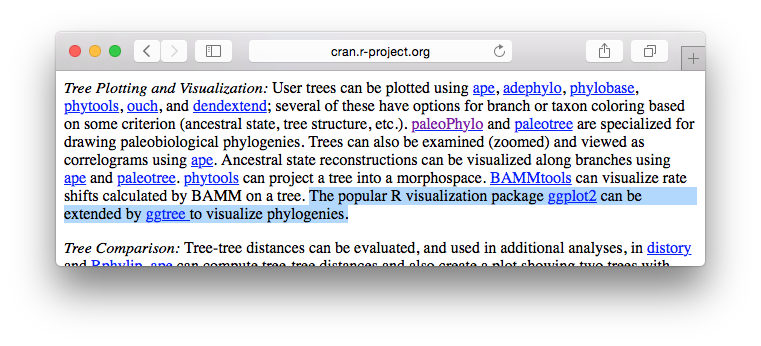 cran.r-project.org
Tree Plotting and Visualization: User trees can be plotted using ape, adephylo, phylobase,
phytools, ouch, and dendextend; several of these have options for branch or taxon coloring based
on some criterion (ancestral state, tree structure, etc.). paleoPhylo and paleotree are specialized for
drawing paleobiological phylogenies. Trees can also be examined (zoomed) and viewed as
correlograms using ape. Ancestral state reconstructions can be visualized along branches using
ape and paleotree. phytools can project a tree into a morphospace. BAMMtools can visualize rate
shifts calculated by BAMM on a tree. The popular R visualization package ggplot2 can be
extended by ggtree to visualize phylogenies.
Tree Comparison: Tree-tree distances can be evaluated, and used in additional analyses, in distory
and Rphylip. ape can compute tree-tree distances and also create a plot showing two trees with